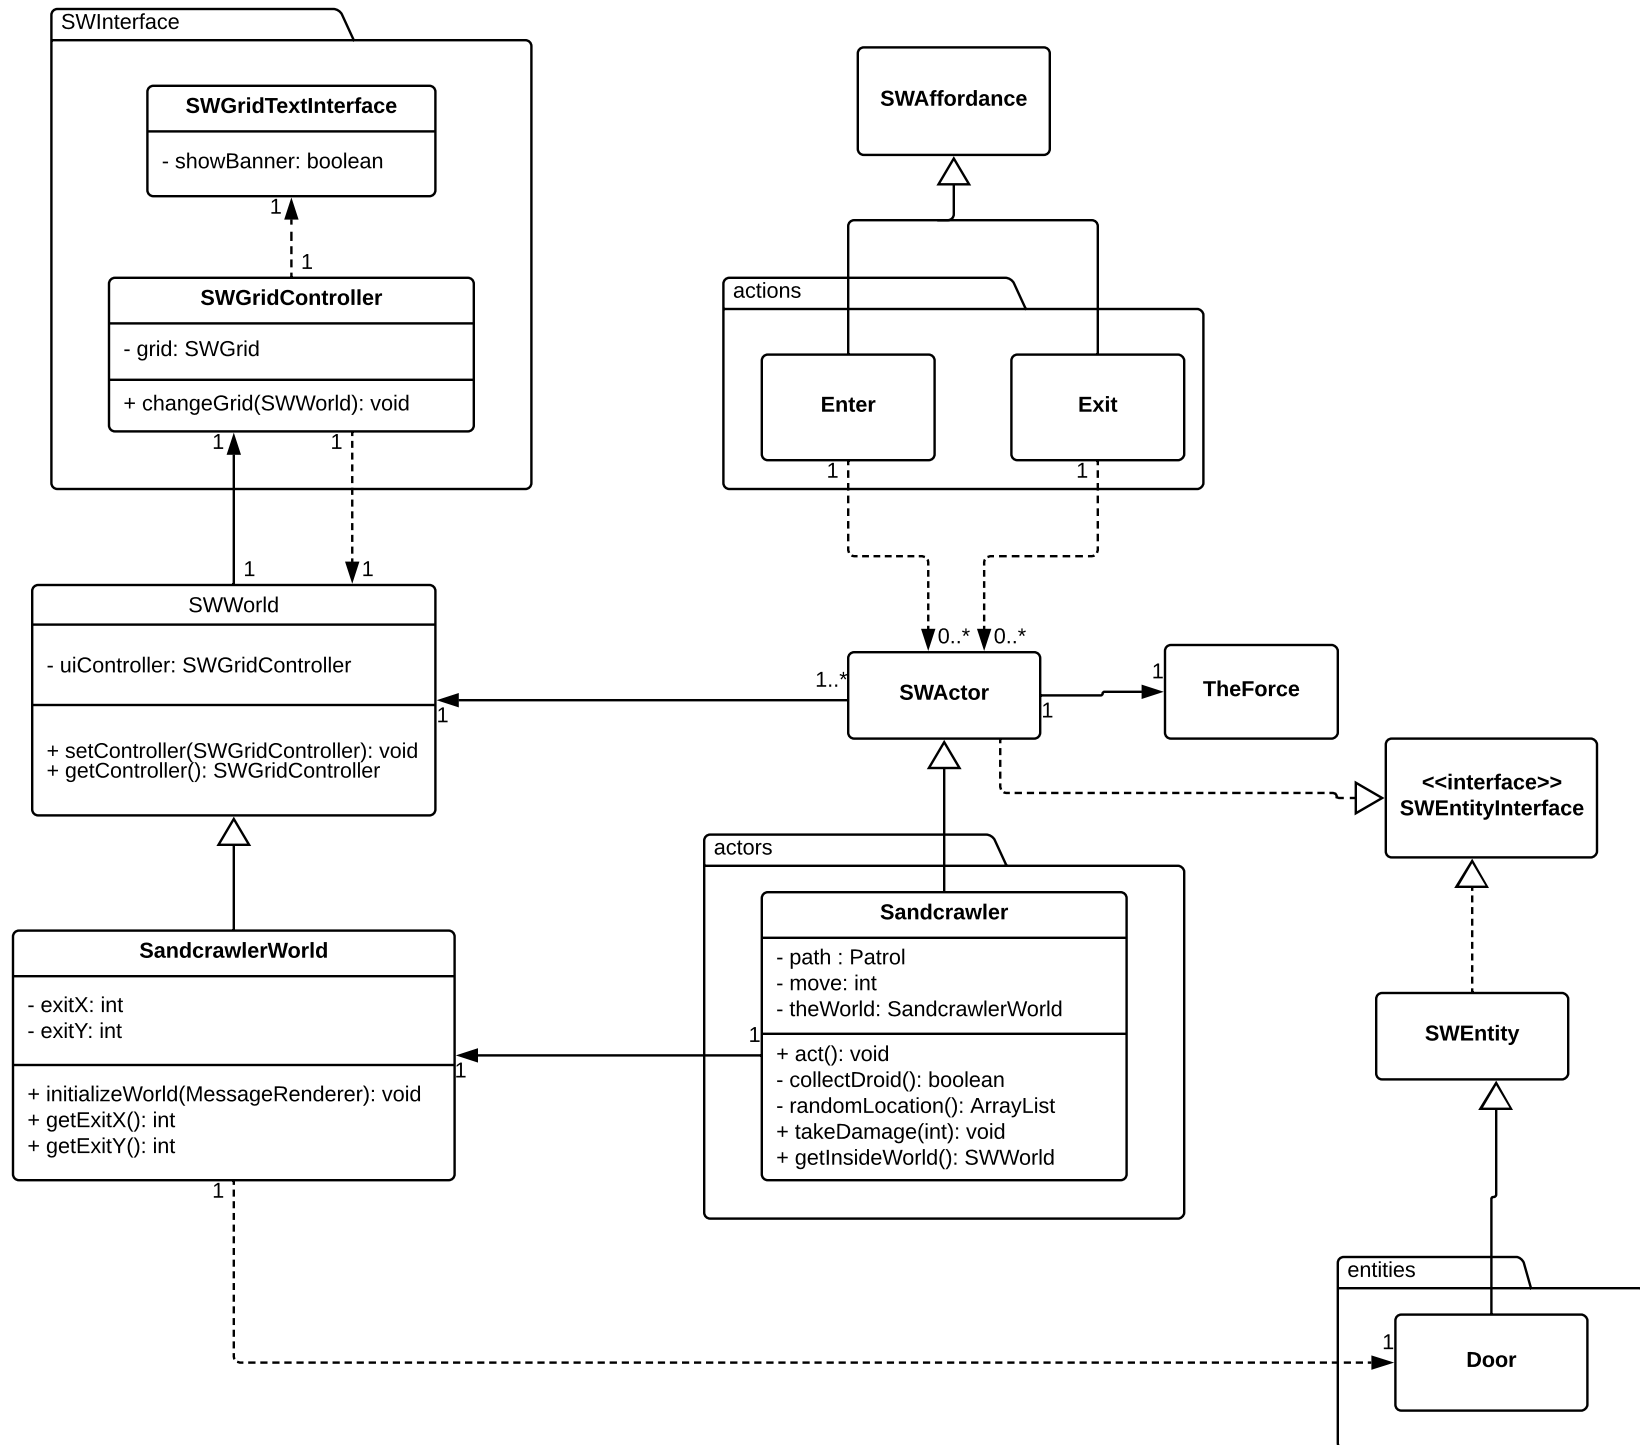 SWInterface
SWGridTextInterface
- showBanner: boolean
1
1
SWGridController
- grid: SWGrid
+ changeGrid(SWWorld): void
1
1
1
1
SWWorld
- uiController: SWGridController
+ setController(SWGridController): void
+ getController(): SWGridController
1
SandcrawlerWorld
- exitX: int
- exitY: int
+ initializeWorld(MessageRenderer): void
+ getExitX(): int
+ getExitY(): int
1
1
SWAffordance
actions
Enter
Exit
1
1
0..*
0..*
1..*
SWActor
1
1
TheForce
<<interface>>
SWEntityInterface
actors
Sandcrawler
- path : Patrol
- move: int
- theWorld: SandcrawlerWorld
1
+ act(): void
- collectDroid(): boolean
- randomLocation(): ArrayList
+ takeDamage(int): void
+ getInsideWorld(): SWWorld
SWEntity
entities
1
Door